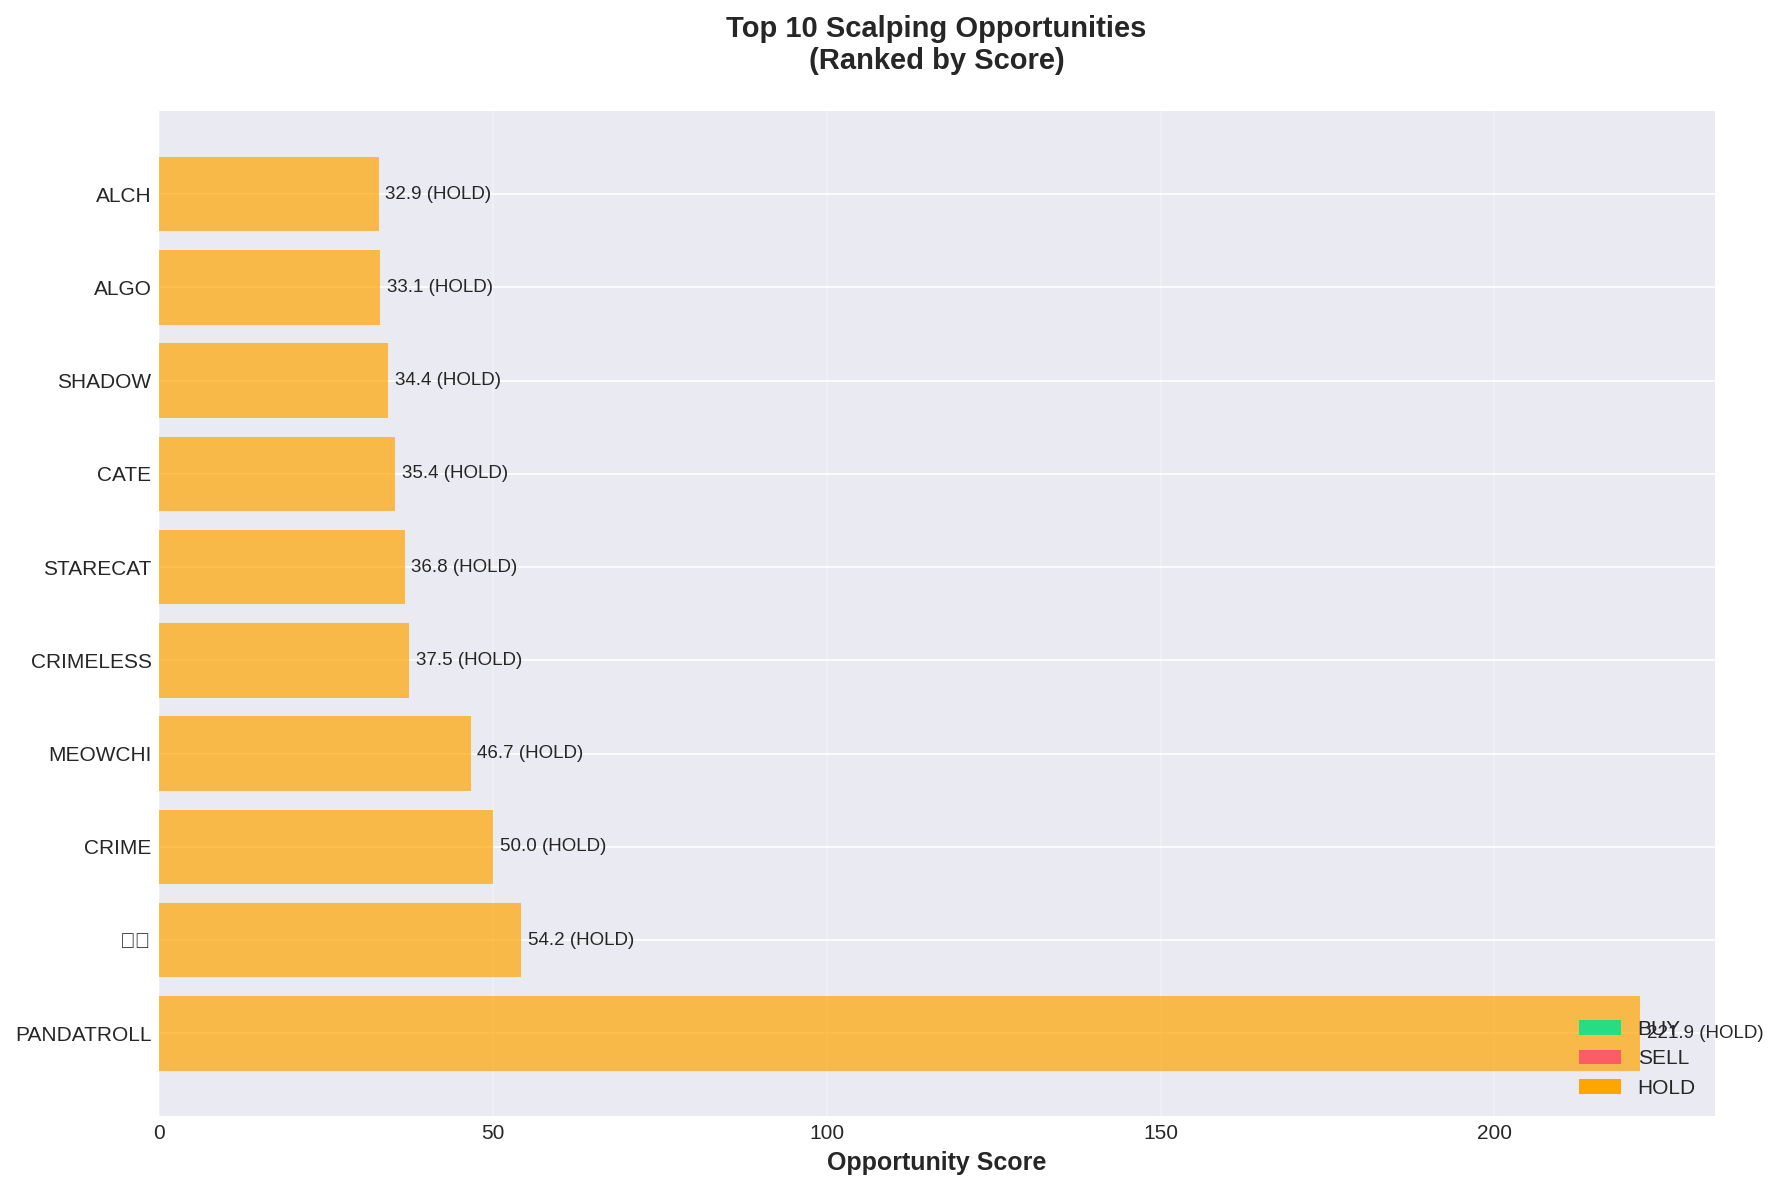 Top 10 Scalping Opportunities
(Ranked by Score)
ALCH
32.9 (HOLD)
ALGO
33.1 (HOLD)
SHADOW
34.4 (HOLD)
CATE
35.4 (HOLD)
STARECAT
36.8 (HOLD)
CRIMELESS
37.5 (HOLD)
MEOWCHI
46.7 (HOLD)
CRIME
50.0 (HOLD)
54.2 (HOLD)
PANDATROLL
221.9 (HOLD)
BUY
SELL
HOLD
0 50 100 150 200
Opportunity Score